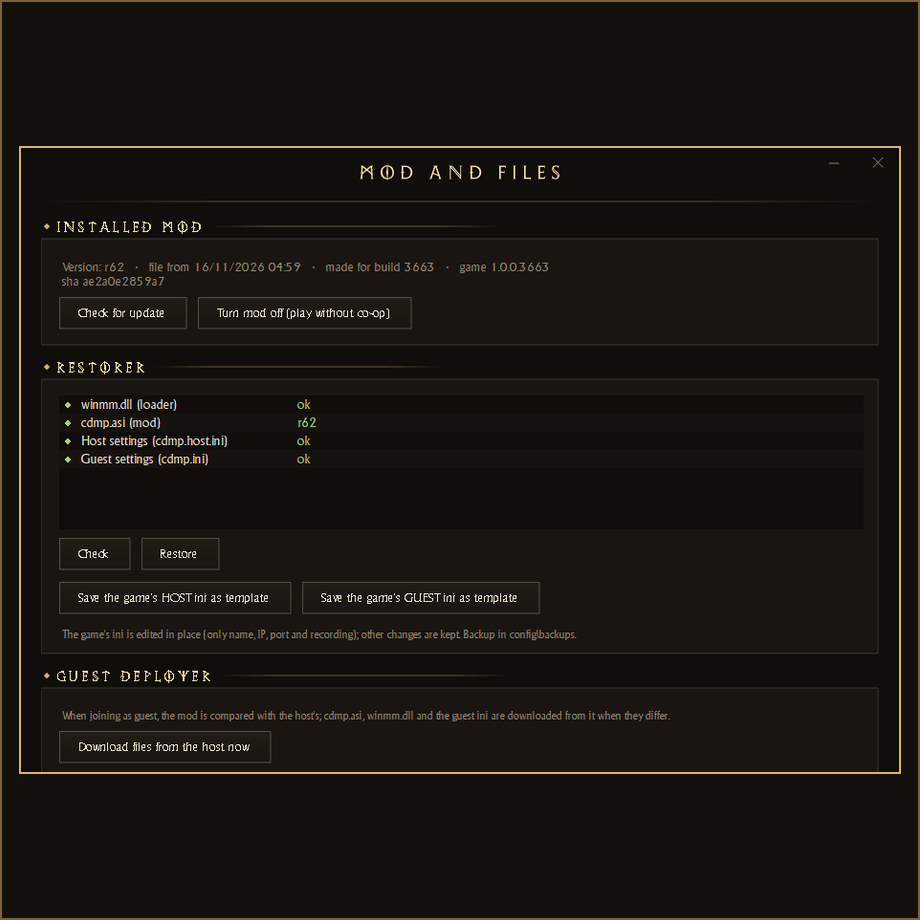 MOD AND FILES
INSTALLED MOD
Version: r62 · file from 16/11/2026 04:59 · made for build 3663 · game 1.0.0.3663
sha ae2a0e2859a7
Check for update
Turn mod off (play without co-op)
RESTORER
winmm.dll (loader) ok
cdmp.asi (mod) r62
Host settings (cdmp.host.ini) ok
Guest settings (cdmp.ini) ok
Check
Restore
Save the game's HOST ini as template
Save the game's GUEST ini as template
The game's ini is edited in place (only name, IP, port and recording); other changes are kept. Backup in config\backups.
GUEST DEPLOYER
When joining as guest, the mod is compared with the host's; cdmp.asi, winmm.dll and the guest ini are downloaded from it when they differ.
Download files from the host now